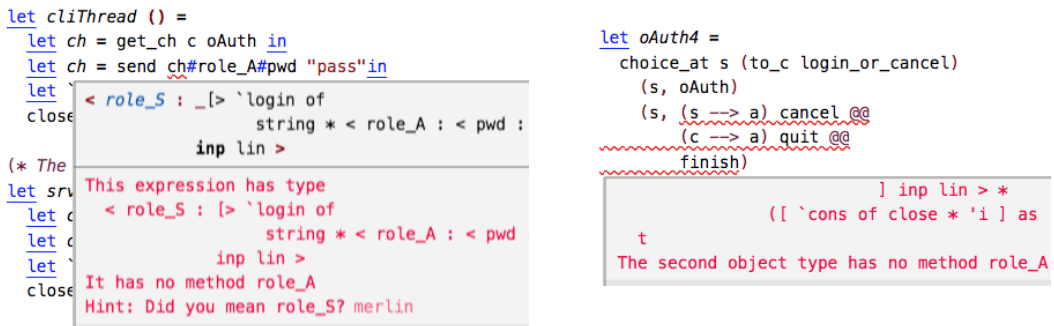 let cliThread () =
let ch = get_ch c oAuth in
let ch = send ch#role_A#pwd "pass"in
let `
close
< role_S : _[> `login of
string * < role_A : < pwd :
inp lin >
(* The
let srv
let
let
let `
close
This expression has type
< role_S : [> `login of
string * < role_A : < pwd
inp lin >
It has no method role_A
Hint: Did you mean role_S? merlin
let oAuth4 =
choice_at s (to_c login_or_cancel)
(s, oAuth)
(s, (s --> a) cancel @@
(c --> a) quit @@
finish)
] inp lin > *
([ `cons of close * 'i ] as
t
The second object type has no method role_A